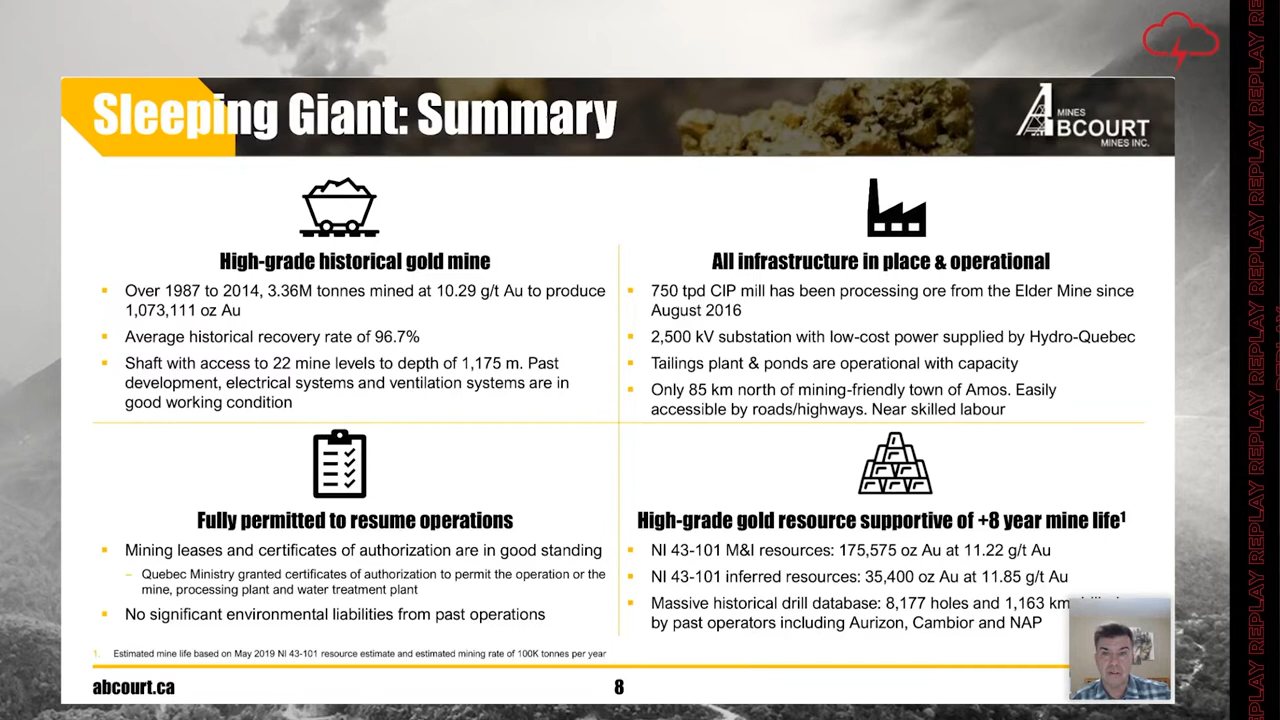 Sleeping Giant: Summary
MINES
ABCOURT
MINES INC.
High-grade historical gold mine
▪ Over 1987 to 2014, 3.36M tonnes mined at 10.29 g/t Au to produce
1,073,111 oz Au
▪ Average historical recovery rate of 96.7%
▪ Shaft with access to 22 mine levels to depth of 1,175 m. Past
development, electrical systems and ventilation systems are in
good working condition
All infrastructure in place & operational
▪ 750 tpd CIP mill has been processing ore from the Elder Mine since
August 2016
▪ 2,500 kV substation with low-cost power supplied by Hydro-Quebec
▪ Tailings plant & ponds are operational with capacity
▪ Only 85 km north of mining-friendly town of Amos. Easily
accessible by roads/highways. Near skilled labour
Fully permitted to resume operations
▪ Mining leases and certificates of authorization are in good standing
– Quebec Ministry granted certificates of authorization to permit the operation or the
mine, processing plant and water treatment plant
▪ No significant environmental liabilities from past operations
High-grade gold resource supportive of +8 year mine life¹
▪ NI 43-101 M&I resources: 175,575 oz Au at 11.22 g/t Au
▪ NI 43-101 inferred resources: 35,400 oz Au at 11.85 g/t Au
▪ Massive historical drill database: 8,177 holes and 1,163 km
by past operators including Aurizon, Cambior and NAP
1. Estimated mine life based on May 2019 NI 43-101 resource estimate and estimated mining rate of 100K tonnes per year
abcourt.ca
8
REPLAY REPLAY REPLAY REPLAY REPLAY REPLAY REPLAY REPLAY